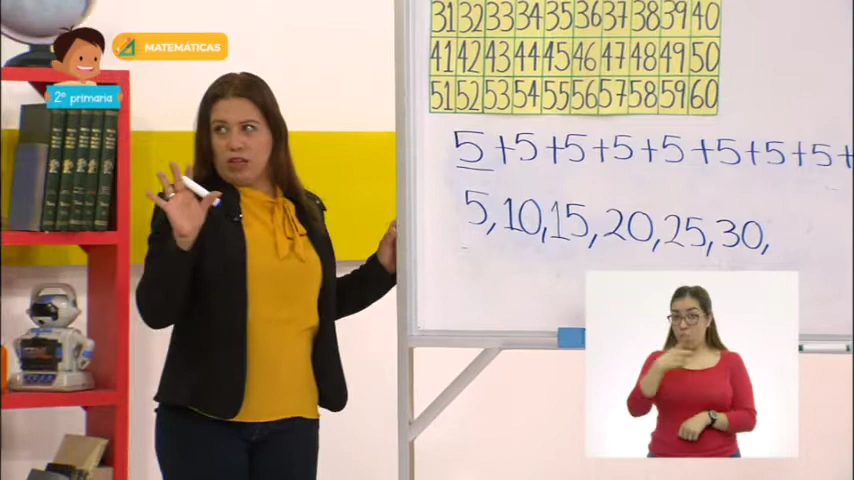 MATEMÁTICAS
2º primaria
31 32 33 34 35 36 37 38 39 40
41 42 43 44 45 46 47 48 49 50
51 52 53 54 55 56 57 58 59 60
5+5+5+5+5+5+5+5+
5,10,15,20,25,30,